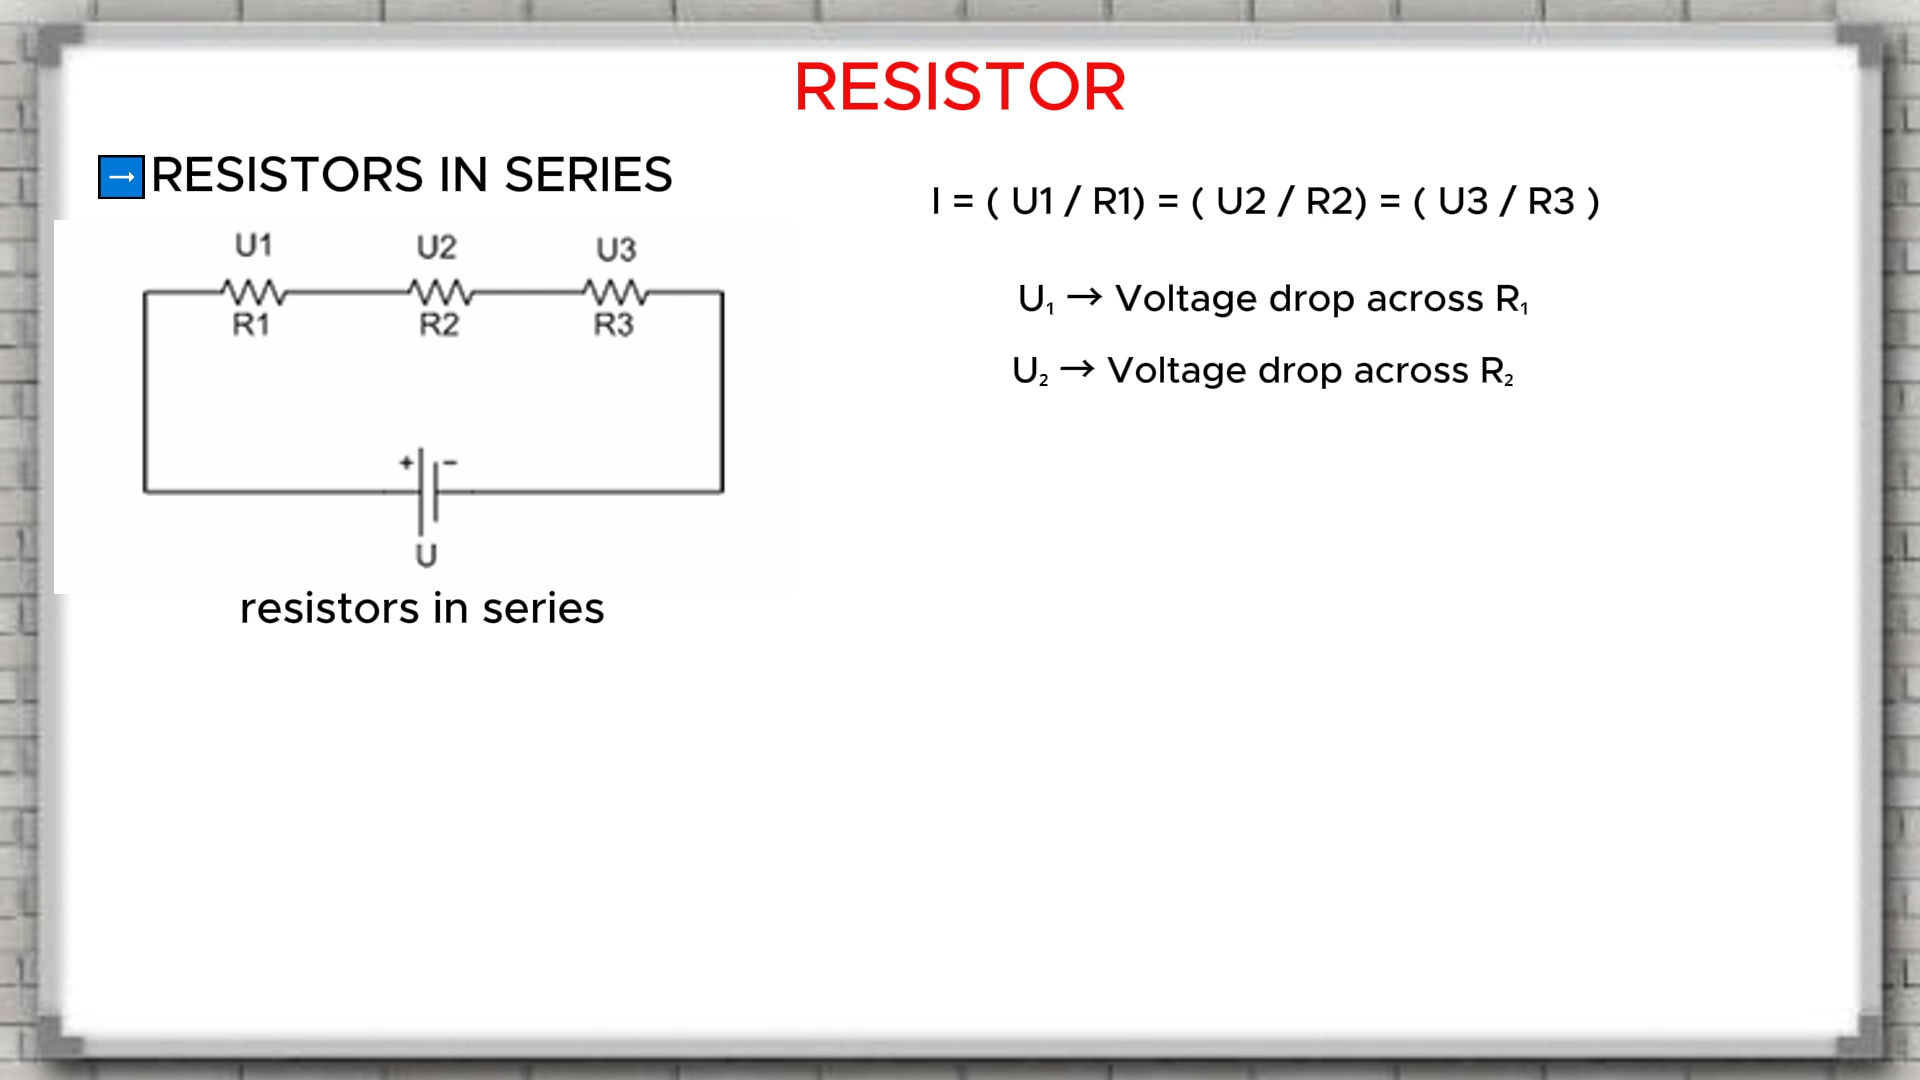 RESISTOR
→ RESISTORS IN SERIES
U1 U2 U3
R1 R2 R3
+ −
U
resistors in series
I = ( U1 / R1) = ( U2 / R2) = ( U3 / R3 )
U₁ → Voltage drop across R₁
U₂ → Voltage drop across R₂